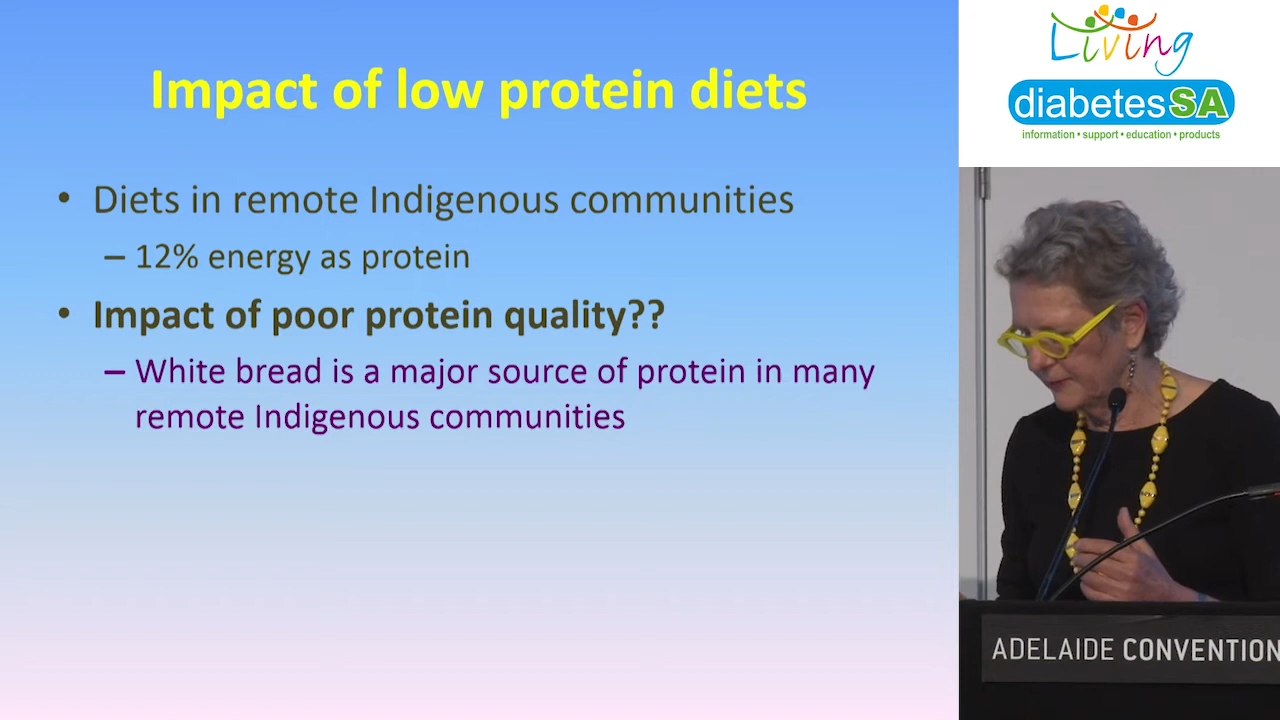 Impact of low protein diets
• Diets in remote Indigenous communities
– 12% energy as protein
• Impact of poor protein quality??
– White bread is a major source of protein in many
remote Indigenous communities
Living
diabetesSA
information • support • education • products
ADELAIDE CONVENTION